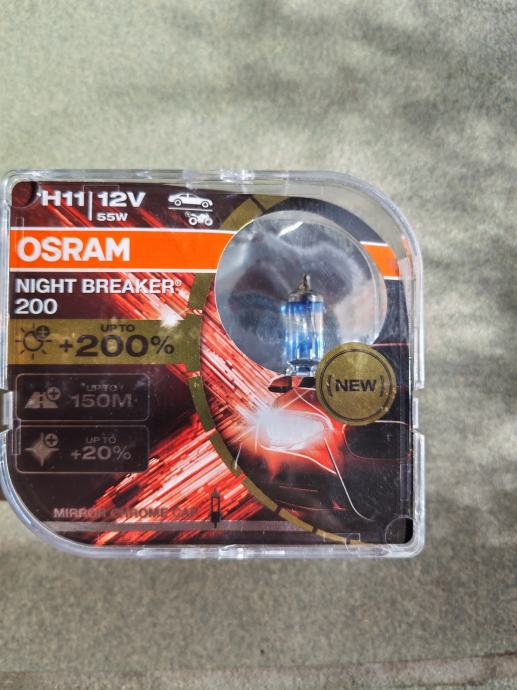 H11 12V
55W
OSRAM
NIGHT BREAKER®
200
UP TO
+200%
UP TO
150M
UP TO
+20%
NEW
MIRROR CHROME CAP